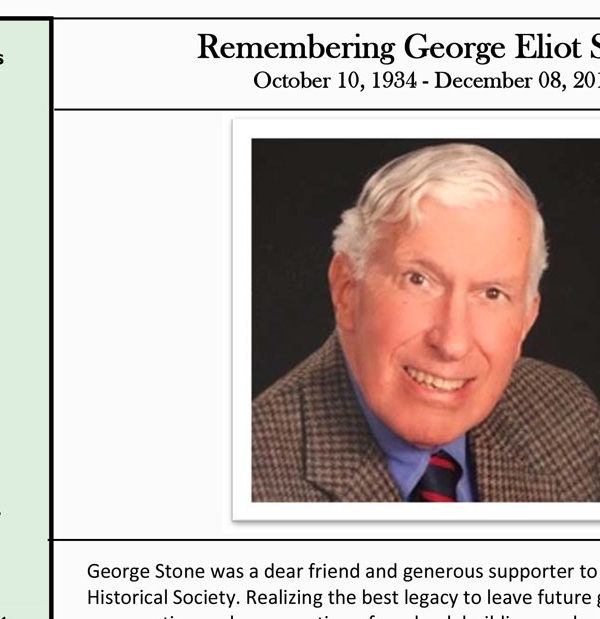 Remembering George Eliot S
October 10, 1934 - December 08, 201
George Stone was a dear friend and generous supporter to
Historical Society. Realizing the best legacy to leave future g